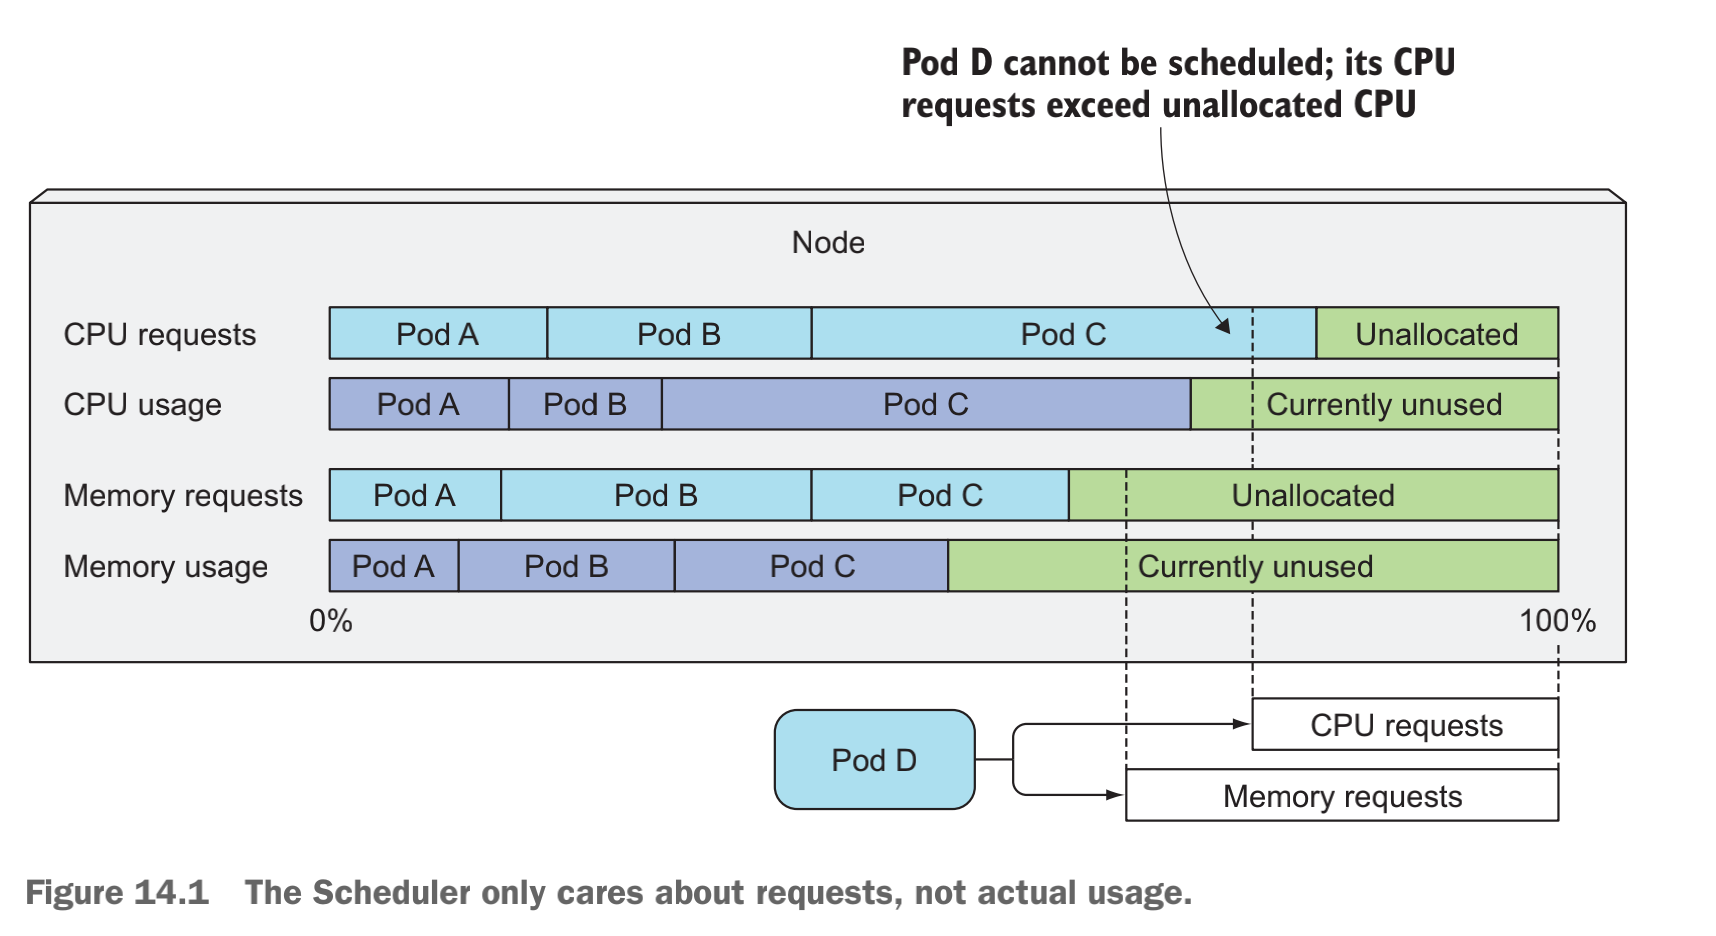 Pod D cannot be scheduled; its CPU
requests exceed unallocated CPU
Node
CPU requests Pod A Pod B Pod C Unallocated
CPU usage Pod A Pod B Pod C Currently unused
Memory requests Pod A Pod B Pod C Unallocated
Memory usage Pod A Pod B Pod C Currently unused
0% 100%
CPU requests
Pod D
Memory requests
Figure 14.1 The Scheduler only cares about requests, not actual usage.